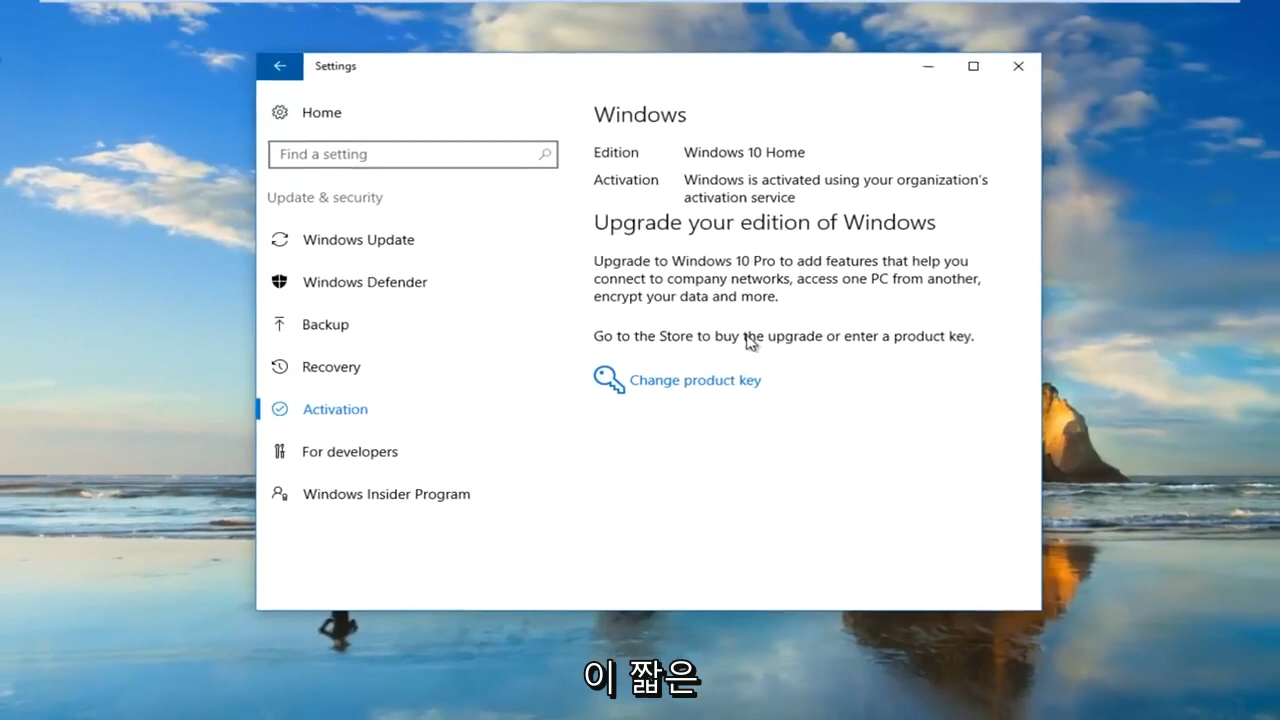 Settings
Home
Find a setting
Update & security
Windows Update
Windows Defender
Backup
Recovery
Activation
For developers
Windows Insider Program
Windows
Edition Windows 10 Home
Activation Windows is activated using your organization's
activation service
Upgrade your edition of Windows
Upgrade to Windows 10 Pro to add features that help you
connect to company networks, access one PC from another,
encrypt your data and more.
Go to the Store to buy the upgrade or enter a product key.
Change product key
이 짧은